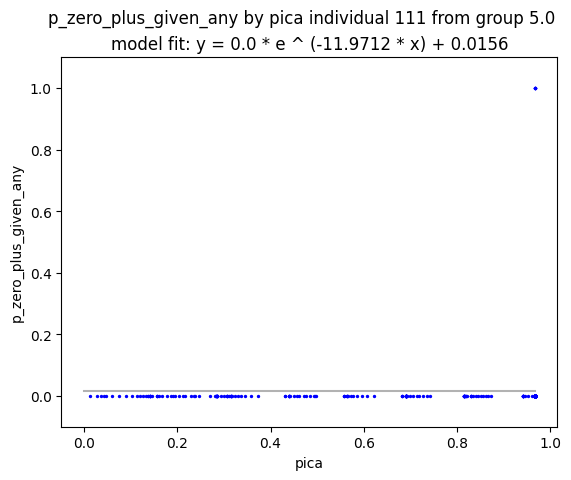 p_zero_plus_given_any by pica individual 111 from group 5.0
model fit: y = 0.0 * e ^ (-11.9712 * x) + 0.0156
1.0
0.8
0.6
0.4
0.2
0.0
p_zero_plus_given_any
0.0 0.2 0.4 0.6 0.8 1.0
pica